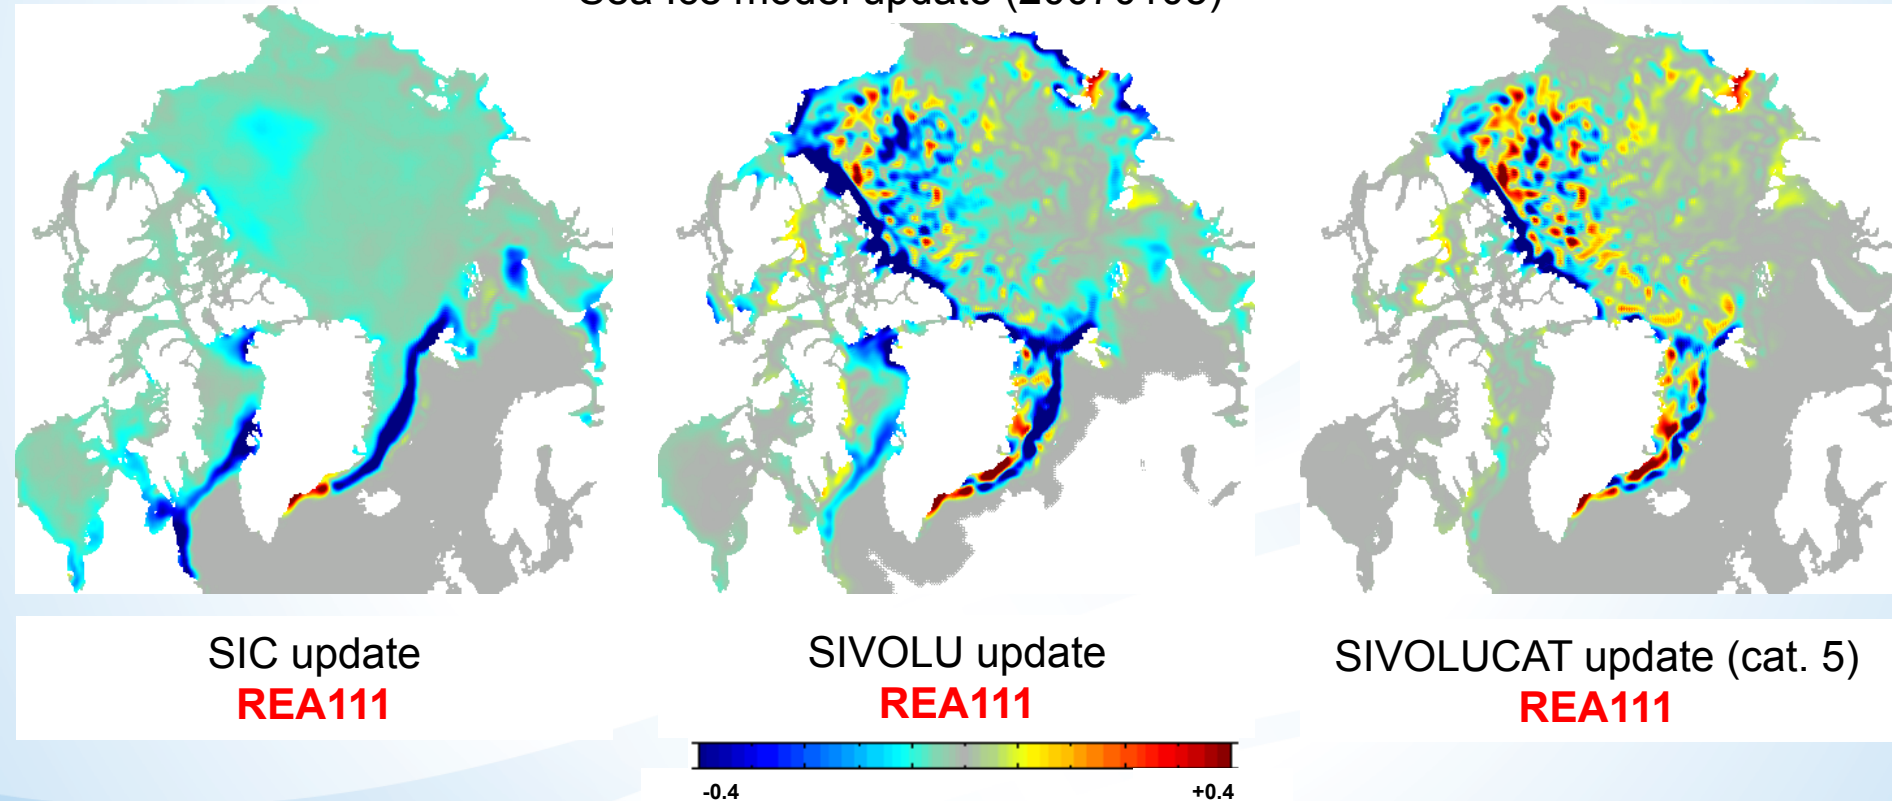 SIC update
REA111
SIVOLU update
REA111
SIVOLUCAT update (cat. 5)
REA111
-0.4 +0.4